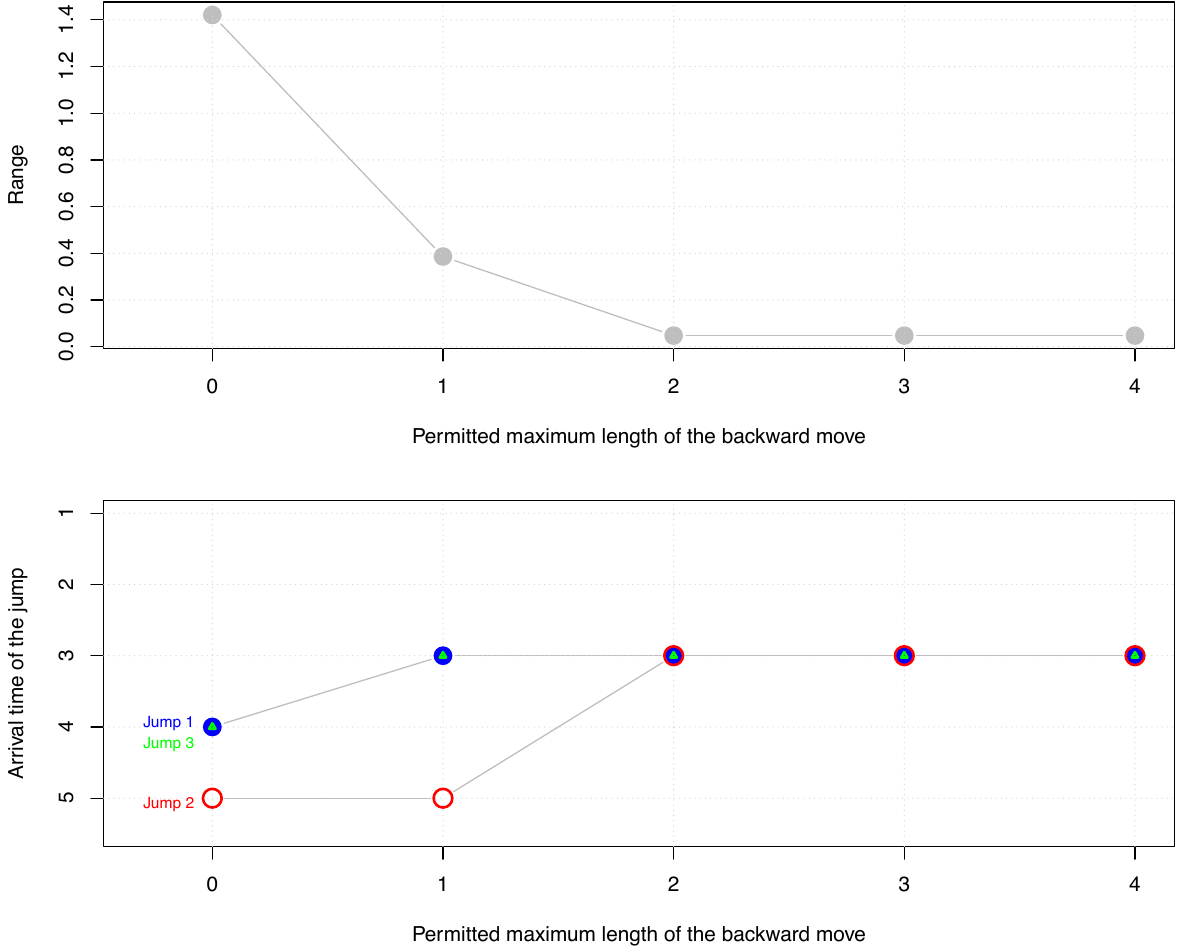 Range
1.4
1.2
1.0
0.8
0.6
0.4
0.2
0.0
0 1 2 3 4
Permitted maximum length of the backward move
Arrival time of the jump
1
2
3
4
5
Jump 1
Jump 3
Jump 2
0 1 2 3 4
Permitted maximum length of the backward move